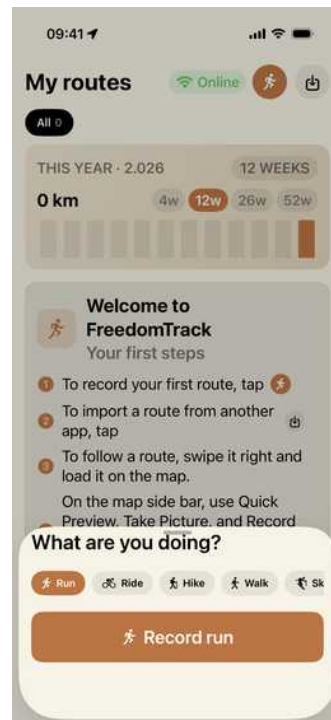 09:41
My routes
Online
All 0
THIS YEAR · 2.026
12 WEEKS
0 km
4w
12w
26w
52w
Welcome to
FreedomTrack
Your first steps
1 To record your first route, tap
2 To import a route from another
app, tap
3 To follow a route, swipe it right and
load it on the map.
On the map side bar, use Quick
Preview, Take Picture, and Record
What are you doing?
Run
Ride
Hike
Walk
Sk
Record run